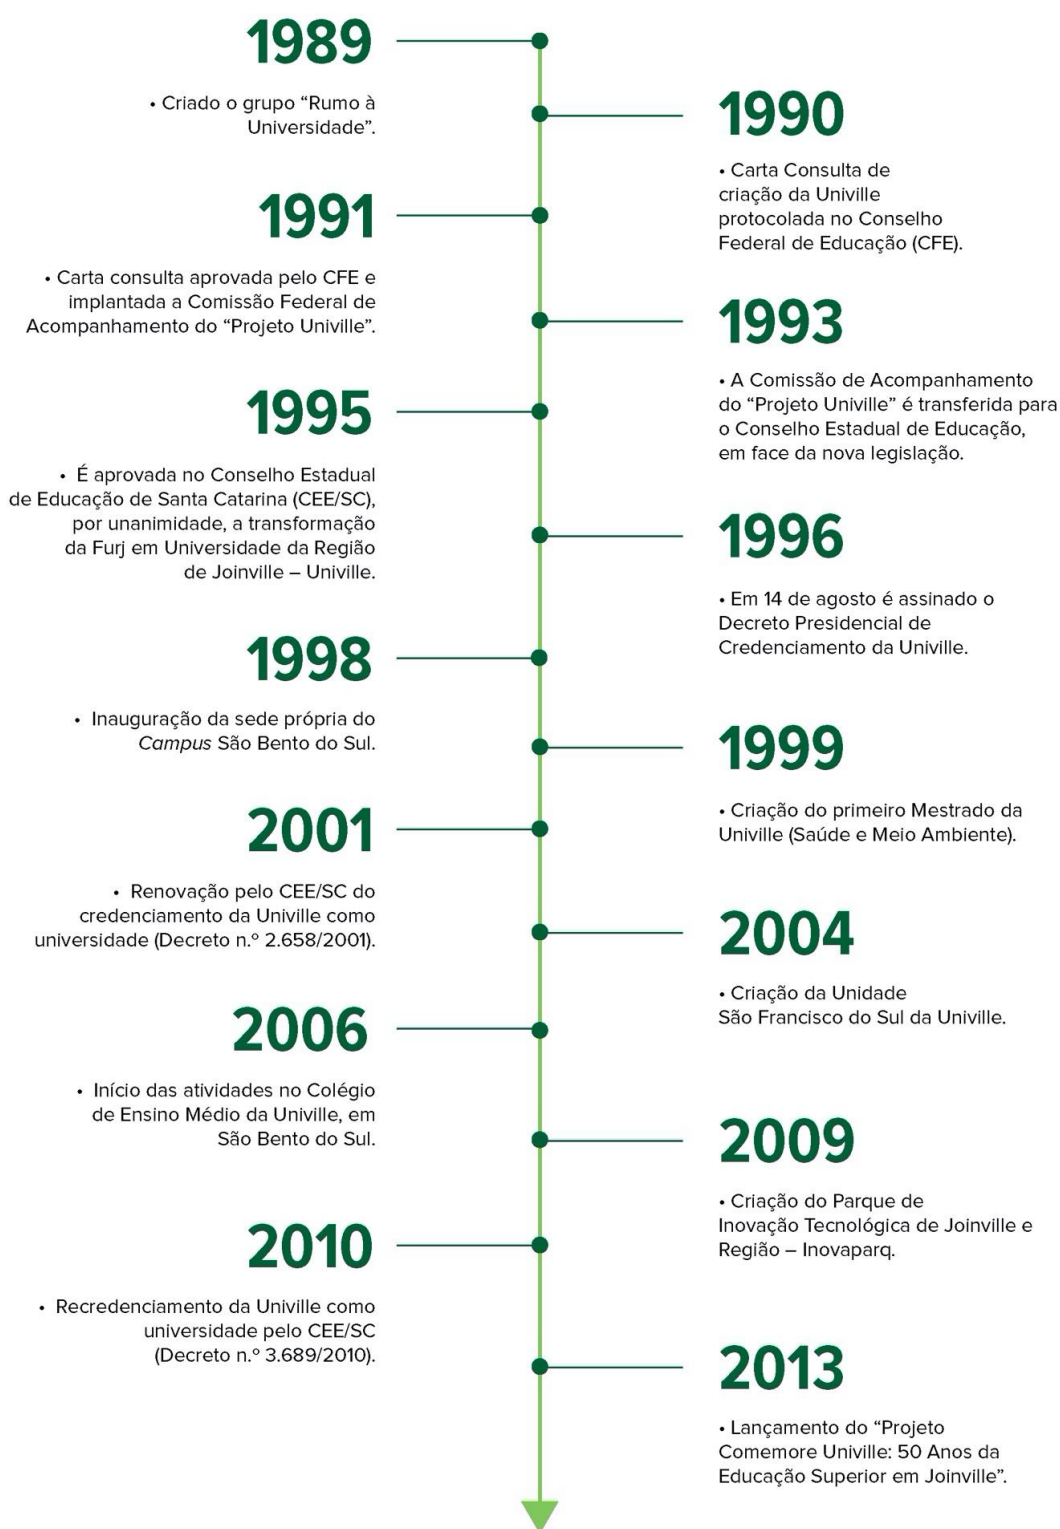 1989
• Criado o grupo “Rumo à
Universidade”.
1990
• Carta Consulta de
criação da Univille
protocolada no Conselho
Federal de Educação (CFE).
1991
• Carta consulta aprovada pelo CFE e
implantada a Comissão Federal de
Acompanhamento do “Projeto Univille”.
1993
• A Comissão de Acompanhamento
do “Projeto Univille” é transferida para
o Conselho Estadual de Educação,
em face da nova legislação.
1995
• É aprovada no Conselho Estadual
de Educação de Santa Catarina (CEE/SC),
por unanimidade, a transformação
da Furj em Universidade da Região
de Joinville – Univille.
1996
• Em 14 de agosto é assinado o
Decreto Presidencial de
Credenciamento da Univille.
1998
• Inauguração da sede própria do
Campus São Bento do Sul.
1999
• Criação do primeiro Mestrado da
Univille (Saúde e Meio Ambiente).
2001
• Renovação pelo CEE/SC do
credenciamento da Univille como
universidade (Decreto n.º 2.658/2001).
2004
• Criação da Unidade
São Francisco do Sul da Univille.
2006
• Início das atividades no Colégio
de Ensino Médio da Univille, em
São Bento do Sul.
2009
• Criação do Parque de
Inovação Tecnológica de Joinville e
Região – Inovaparq.
2010
• Recredenciamento da Univille como
universidade pelo CEE/SC
(Decreto n.º 3.689/2010).
2013
• Lançamento do “Projeto
Comemore Univille: 50 Anos da
Educação Superior em Joinville”.